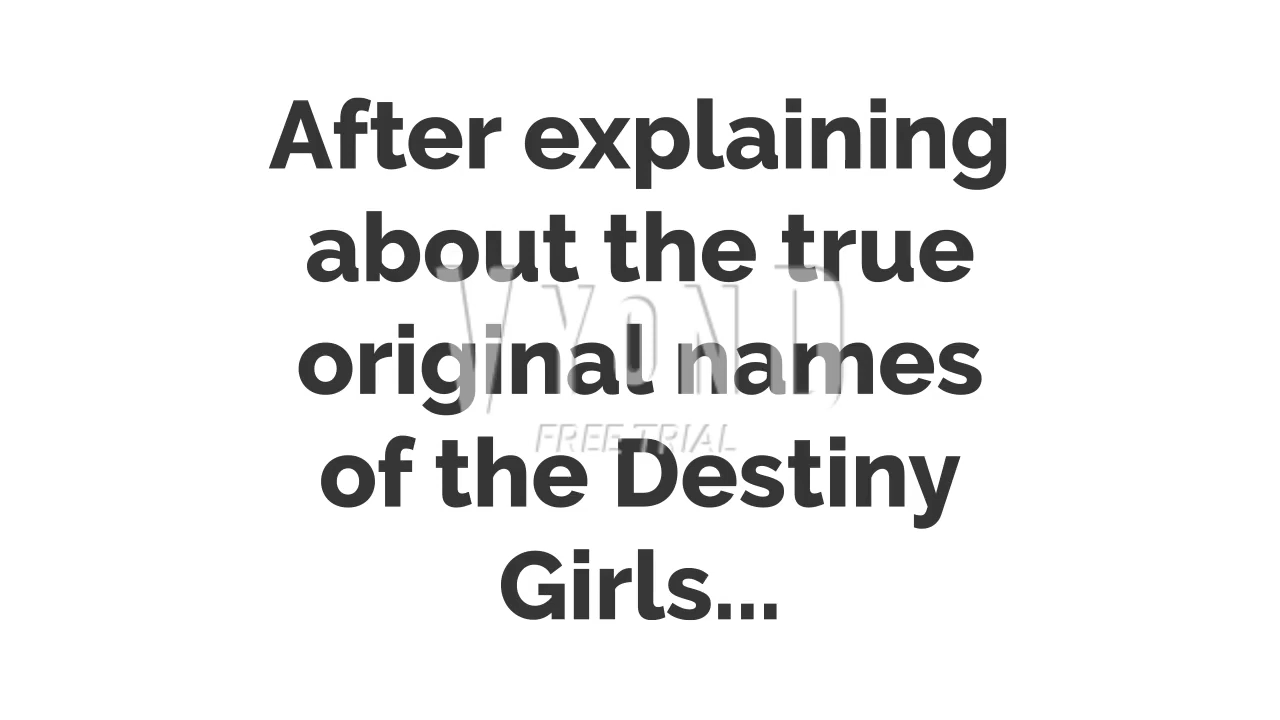 After explaining
about the true
original names
of the Destiny
Girls...
VYOND
FREE TRIAL